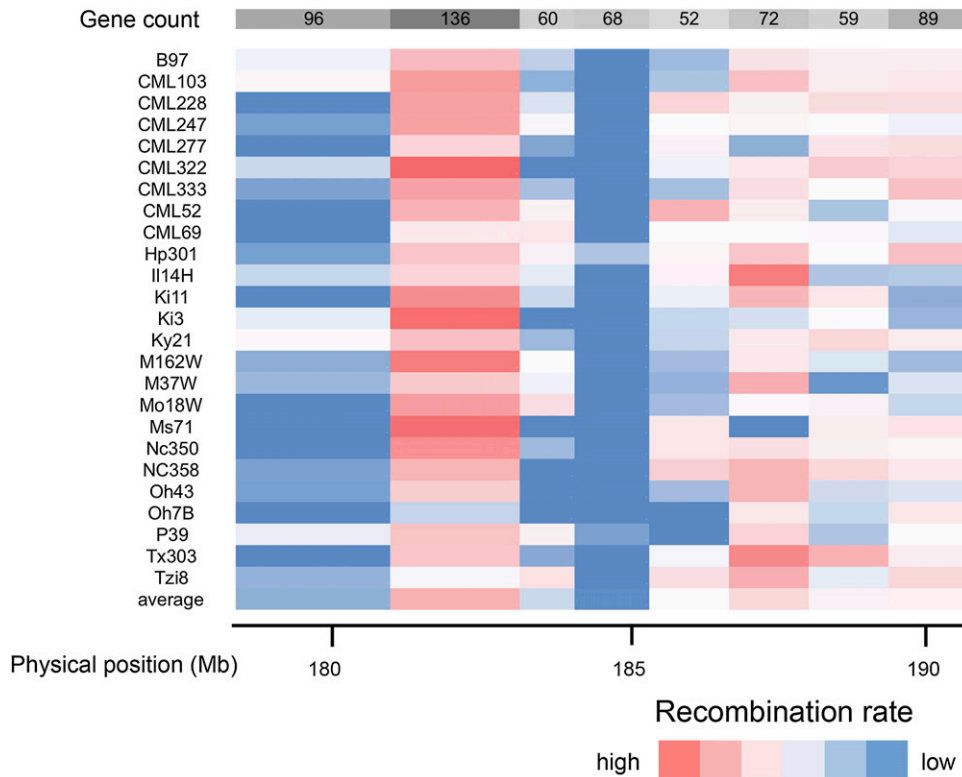 Gene count 96 136 60 68 52 72 59 89
B97
CML103
CML228
CML247
CML277
CML322
CML333
CML52
CML69
Hp301
Il14H
Ki11
Ki3
Ky21
M162W
M37W
Mo18W
Ms71
Nc350
NC358
Oh43
Oh7B
P39
Tx303
Tzi8
average
Physical position (Mb) 180 185 190
Recombination rate
high low